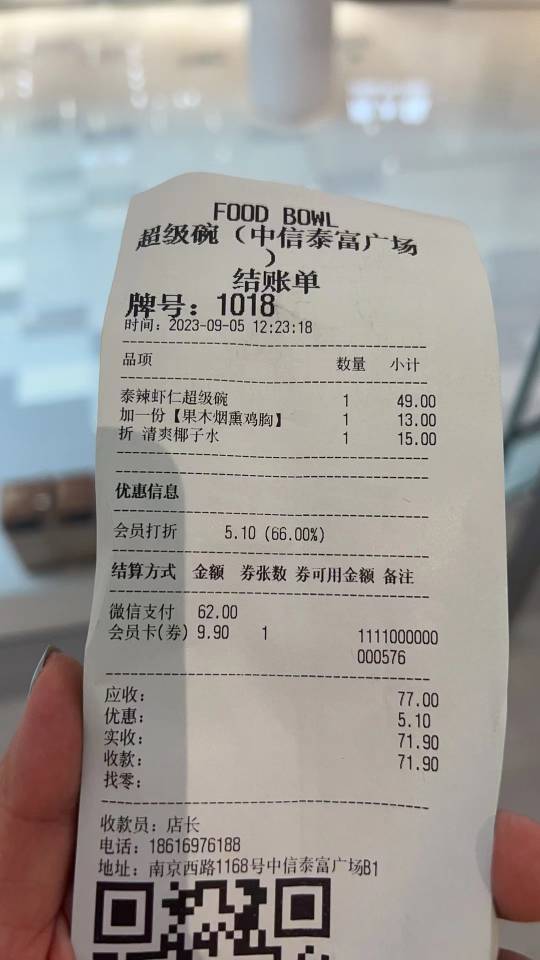 FOOD BOWL
超级碗（中信泰富广场
）
结账单
牌号：1018
时间：2023-09-05 12:23:18
品项 数量 小计
泰辣虾仁超级碗 1 49.00
加一份【果木烟熏鸡胸】 1 13.00
折 清爽椰子水 1 15.00
优惠信息
会员打折 5.10 (66.00%)
结算方式 金额 券张数 券可用金额 备注
微信支付 62.00
会员卡(券) 9.90 1 1111000000
000576
应收： 77.00
优惠： 5.10
实收： 71.90
收款： 71.90
找零：
收款员：店长
电话：18616976188
地址：南京西路1168号中信泰富广场B1